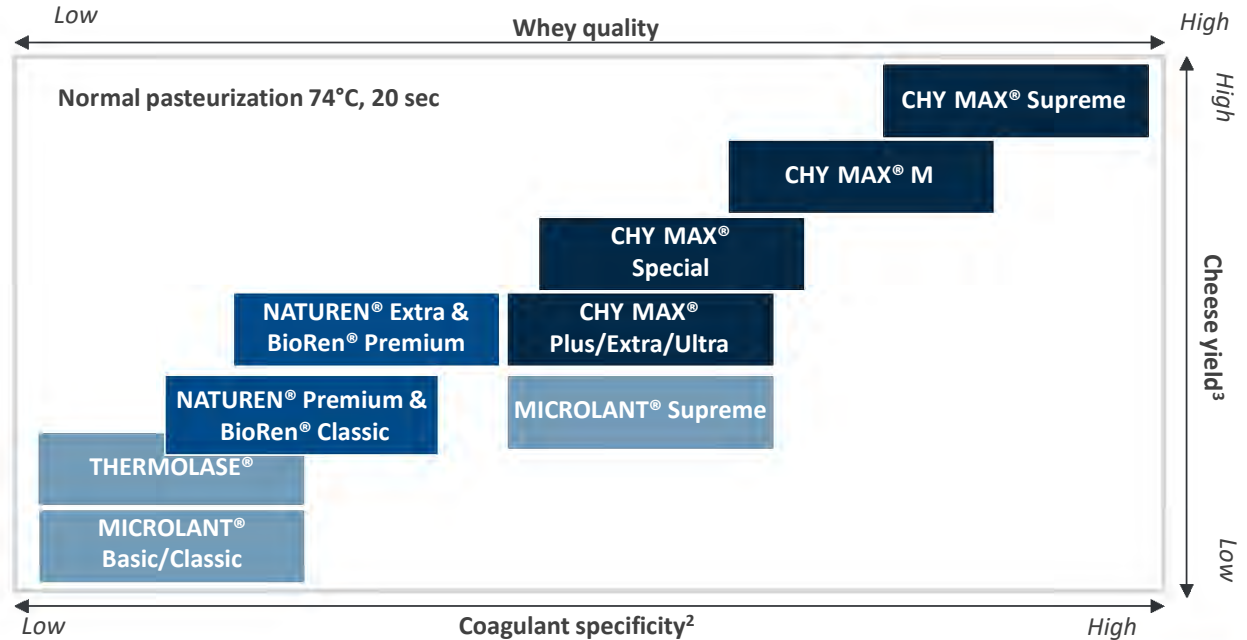 Low
Whey quality
High
Normal pasteurization 74°C, 20 sec
High
CHY MAX® Supreme
CHY MAX® M
CHY MAX®
Special
Cheese yield³
NATUREN® Extra &
BioRen® Premium
CHY MAX®
Plus/Extra/Ultra
NATUREN® Premium &
BioRen® Classic
MICROLANT® Supreme
THERMOLASE®
MICROLANT®
Basic/Classic
Low
Low
Coagulant specificity²
High